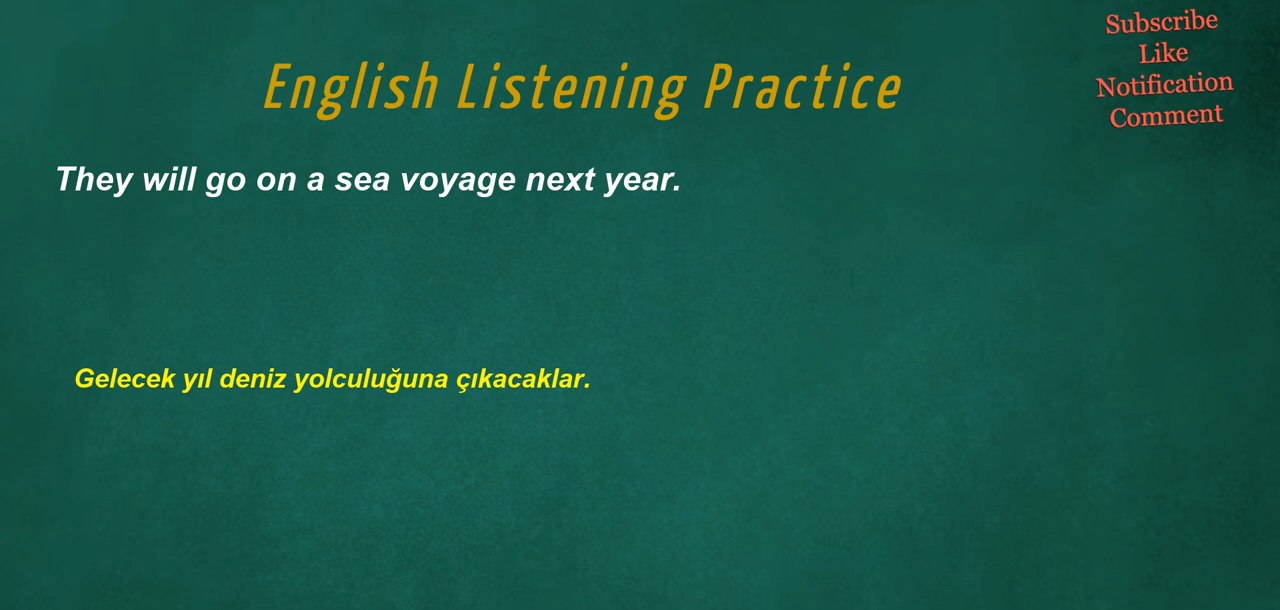 English Listening Practice
Subscribe
Like
Notification
Comment
They will go on a sea voyage next year.
Gelecek yıl deniz yolculuğuna çıkacaklar.